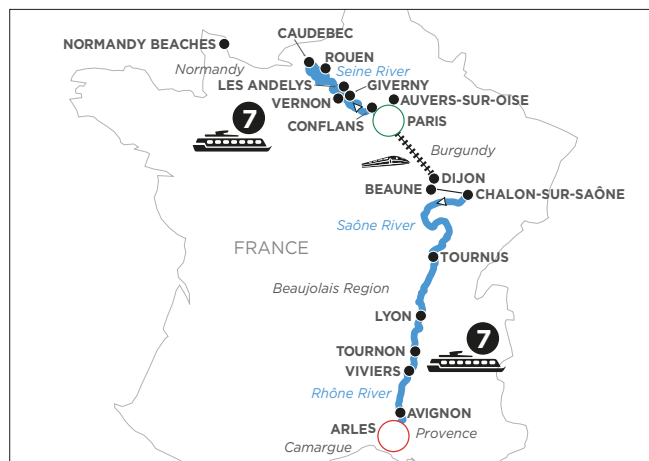 CAUDEBEC
NORMANDY BEACHES
ROUEN
Normandy
Seine River
LES ANDELYS
GIVERNY
VERNON
AUVERS-SUR-OISE
7
CONFLANS
PARIS
Burgundy
DIJON
BEAUNE
CHALON-SUR-SAÔNE
Saône River
FRANCE
TOURNUS
Beaujolais Region
LYON
7
TOURNON
VIVIERS
Rhône River
AVIGNON
ARLES
Provence
Camargue